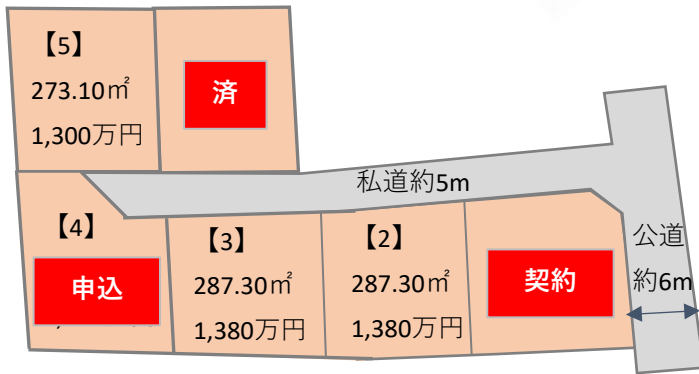 【5】
273.10㎡
1,300万円
済
私道約5m
公道
約6m
【4】
申込
【3】
287.30㎡
1,380万円
【2】
287.30㎡
1,380万円
契約